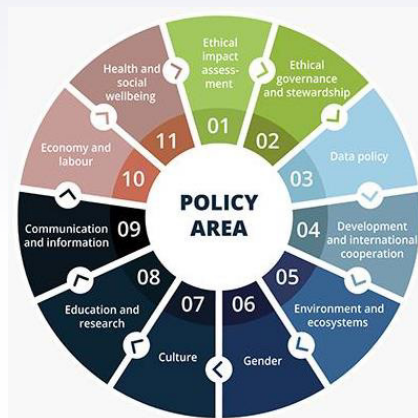 POLICY
AREA
Ethical
impact
assess-
ment
01
Ethical
governance
and stewardship
02
Data policy
03
Development
and international
cooperation
04
Environment and
ecosystems
05
Gender
06
Culture
07
Education and
research
08
Communication
and information
09
Economy and
labour
10
Health and
social
wellbeing
11